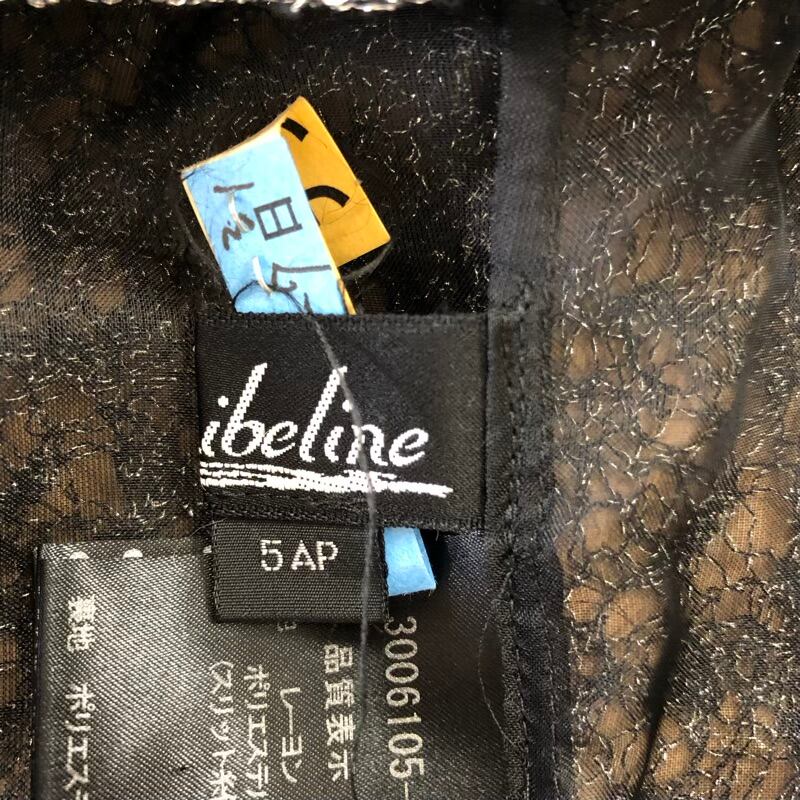 ibeline
5AP
3006105-
品質表示
レーヨン
ポリエステ
(スリット
裏地 ポリエス